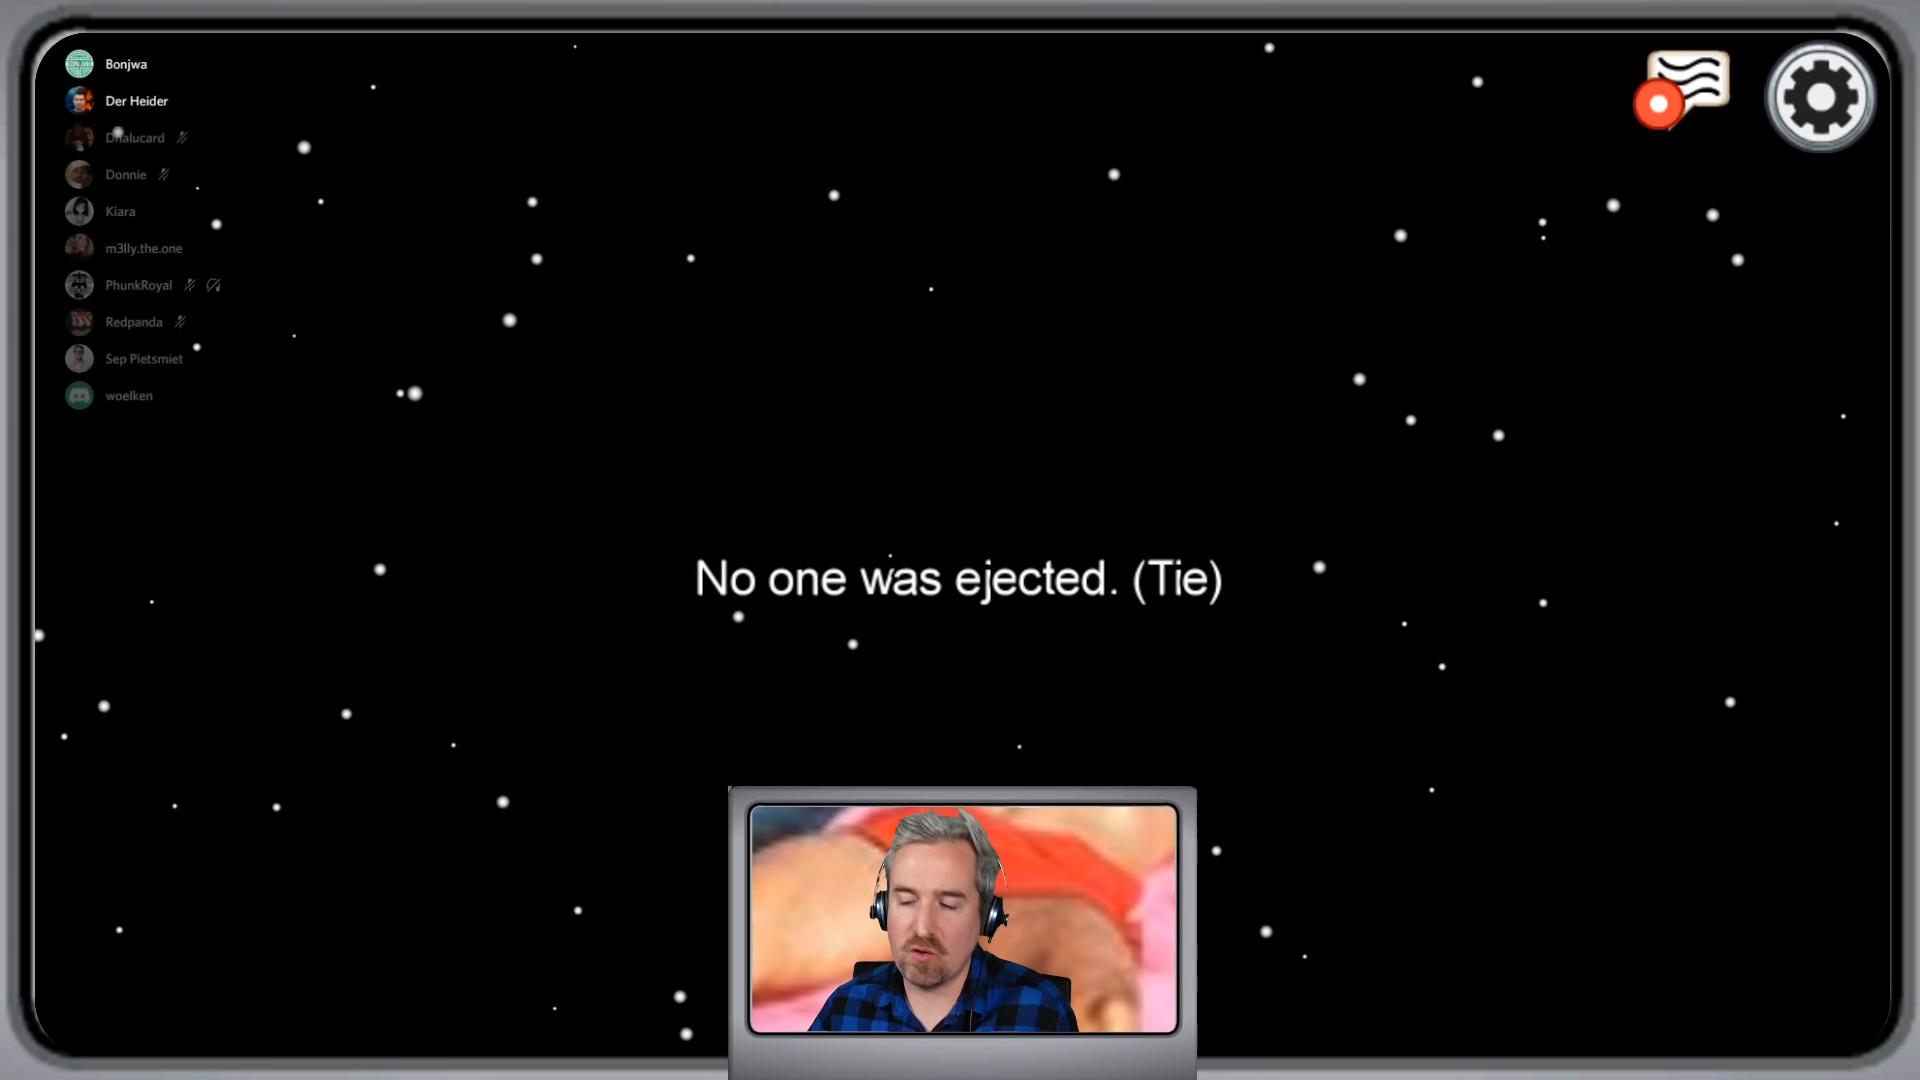 Bonjwa
Der Heider
Dhalucard
Donnie
Kiara
m3lly.the.one
PhunkRoyal
Redpanda
Sep Pietsmiet
woelken
No one was ejected. (Tie)